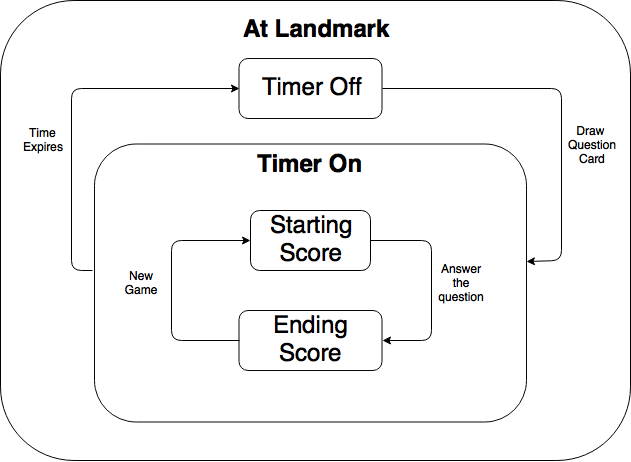 At Landmark
Timer Off
Time
Expires
Draw
Question
Card
Timer On
Starting
Score
New
Game
Answer
the
question
Ending
Score